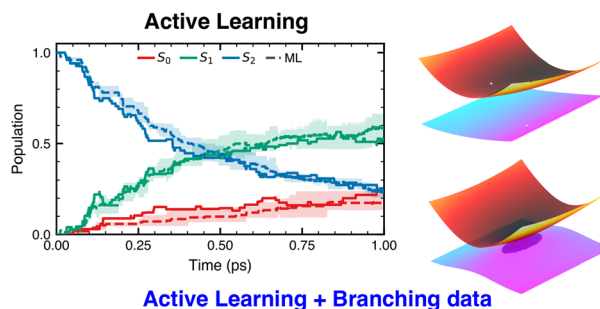 Active Learning
S₀ S₁ S₂ ML
1.0
0.5
0.0
Population
0.00 0.25 0.50 0.75 1.00
Time (ps)
Active Learning + Branching data